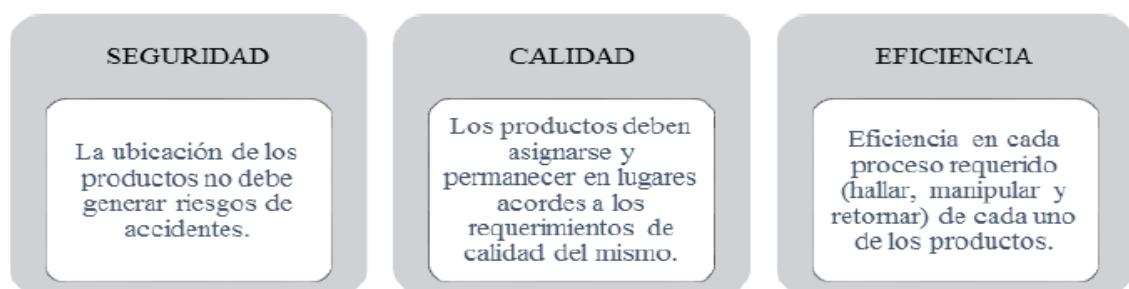 SEGURIDAD
La ubicación de los
productos no debe
generar riesgos de
accidentes.
CALIDAD
Los productos deben
asignarse y
permanecer en lugares
acordes a los
requerimientos de
calidad del mismo.
EFICIENCIA
Eficiencia en cada
proceso requerido
(hallar, manipular y
retornar) de cada uno
de los productos.